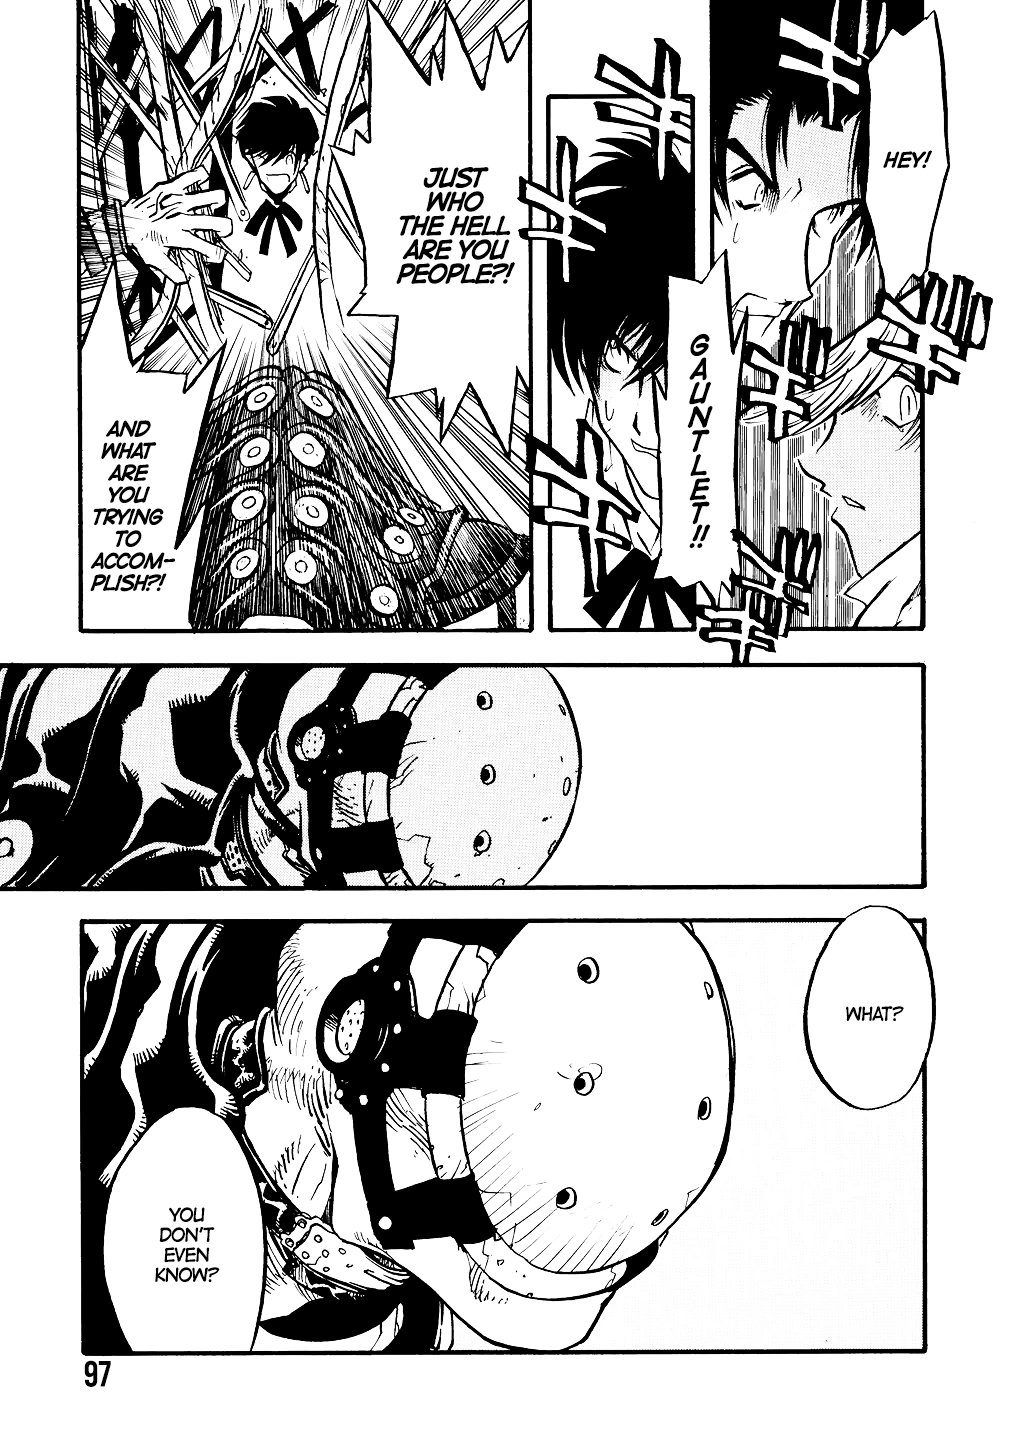 HEY!
GAUNTLET!!
JUST
WHO
THE HELL
ARE YOU
PEOPLE?!
AND
WHAT
ARE
YOU
TRYING
TO
ACCOM-
PLISH?!
WHAT?
YOU
DON'T
EVEN
KNOW?
97